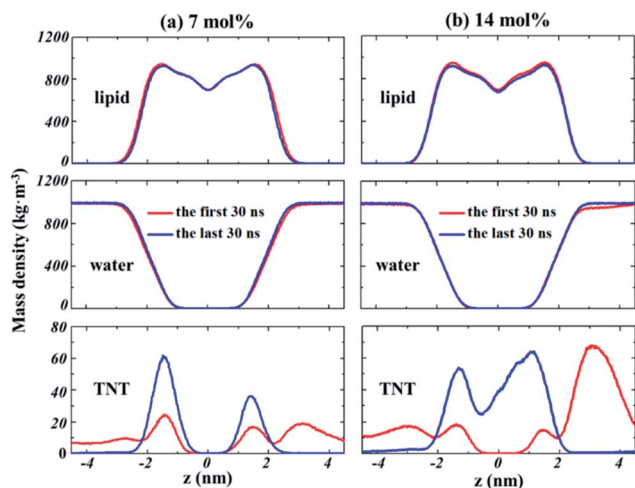 (a) 7 mol% (b) 14 mol%
1200
800
400
0
lipid
lipid
Mass density (kg·m⁻³)
1200
800
400
0
the first 30 ns
the last 30 ns
water
the first 30 ns
the last 30 ns
water
80
60
40
20
0
TNT
TNT
-4 -2 0 2 4 -4 -2 0 2 4
z (nm) z (nm)